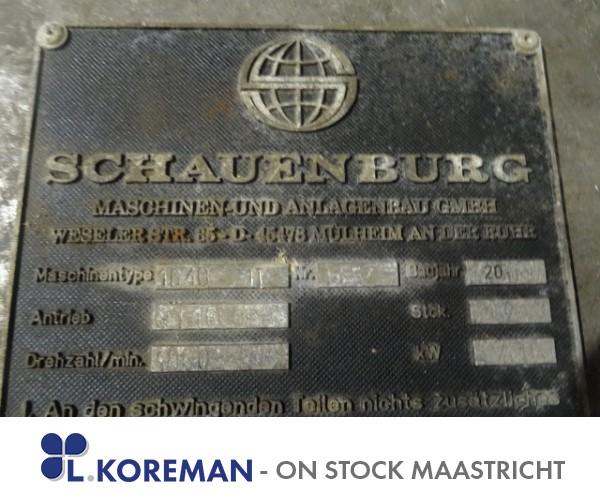 SCHAUENBURG
MASCHINEN-UND ANLAGENBAU GMBH
WESELER STR. 35-D-45478 MÜLHEIM AN DER RUHR
Maschinentype Nr. Baujahr 20
Antrieb Stck.
Drehzahl/min. kW
1. An den schwingenden Teilen nichts zusätzliches
L.KOREMAN - ON STOCK MAASTRICHT